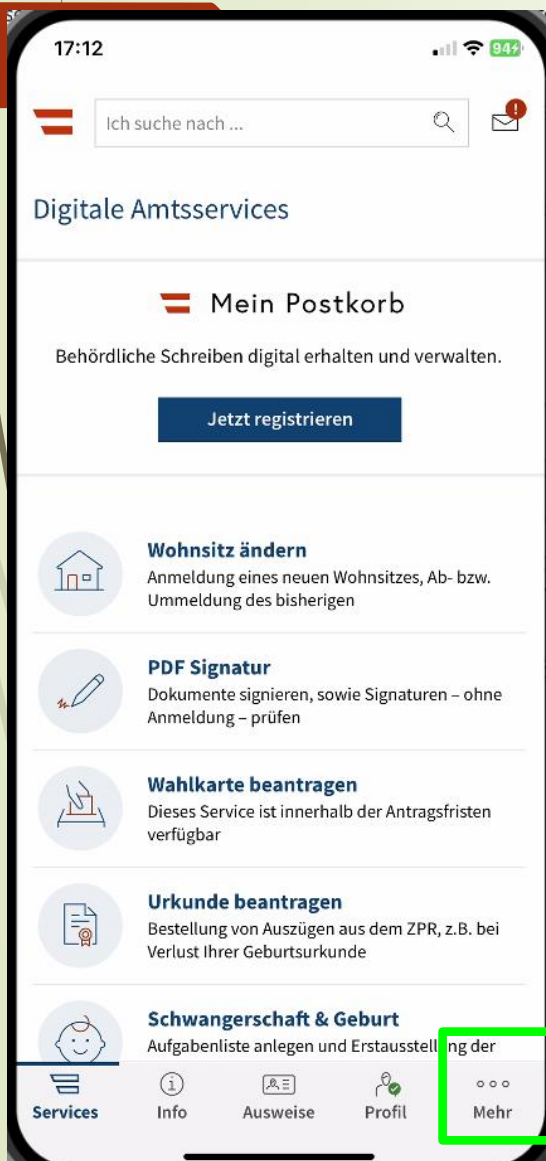 17:12
94
Ich suche nach ...
Digitale Amtsservices
Mein Postkorb
Behördliche Schreiben digital erhalten und verwalten.
Jetzt registrieren
Wohnsitz ändern
Anmeldung eines neuen Wohnsitzes, Ab- bzw.
Ummeldung des bisherigen
PDF Signatur
Dokumente signieren, sowie Signaturen – ohne
Anmeldung – prüfen
Wahlkarte beantragen
Dieses Service ist innerhalb der Antragsfristen
verfügbar
Urkunde beantragen
Bestellung von Auszügen aus dem ZPR, z.B. bei
Verlust Ihrer Geburtsurkunde
Schwangerschaft & Geburt
Aufgabenliste anlegen und Erstausstellung der
Services Info Ausweise Profil Mehr